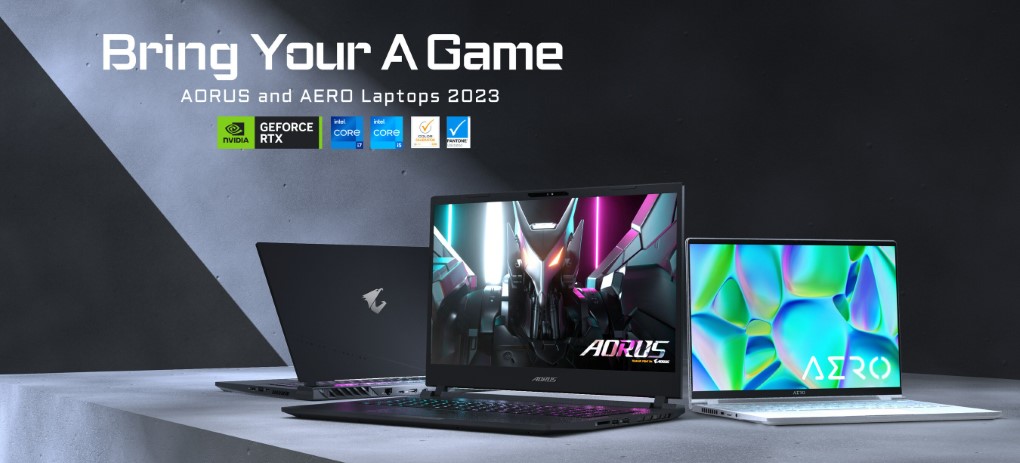 Bring Your A Game
AORUS and AERO Laptops 2023
NVIDIA
GEFORCE
RTX
intel
CORE
i7
intel
CORE
i5
COLOR
PANTONE
AORUS
AORUS
AERO
AERO